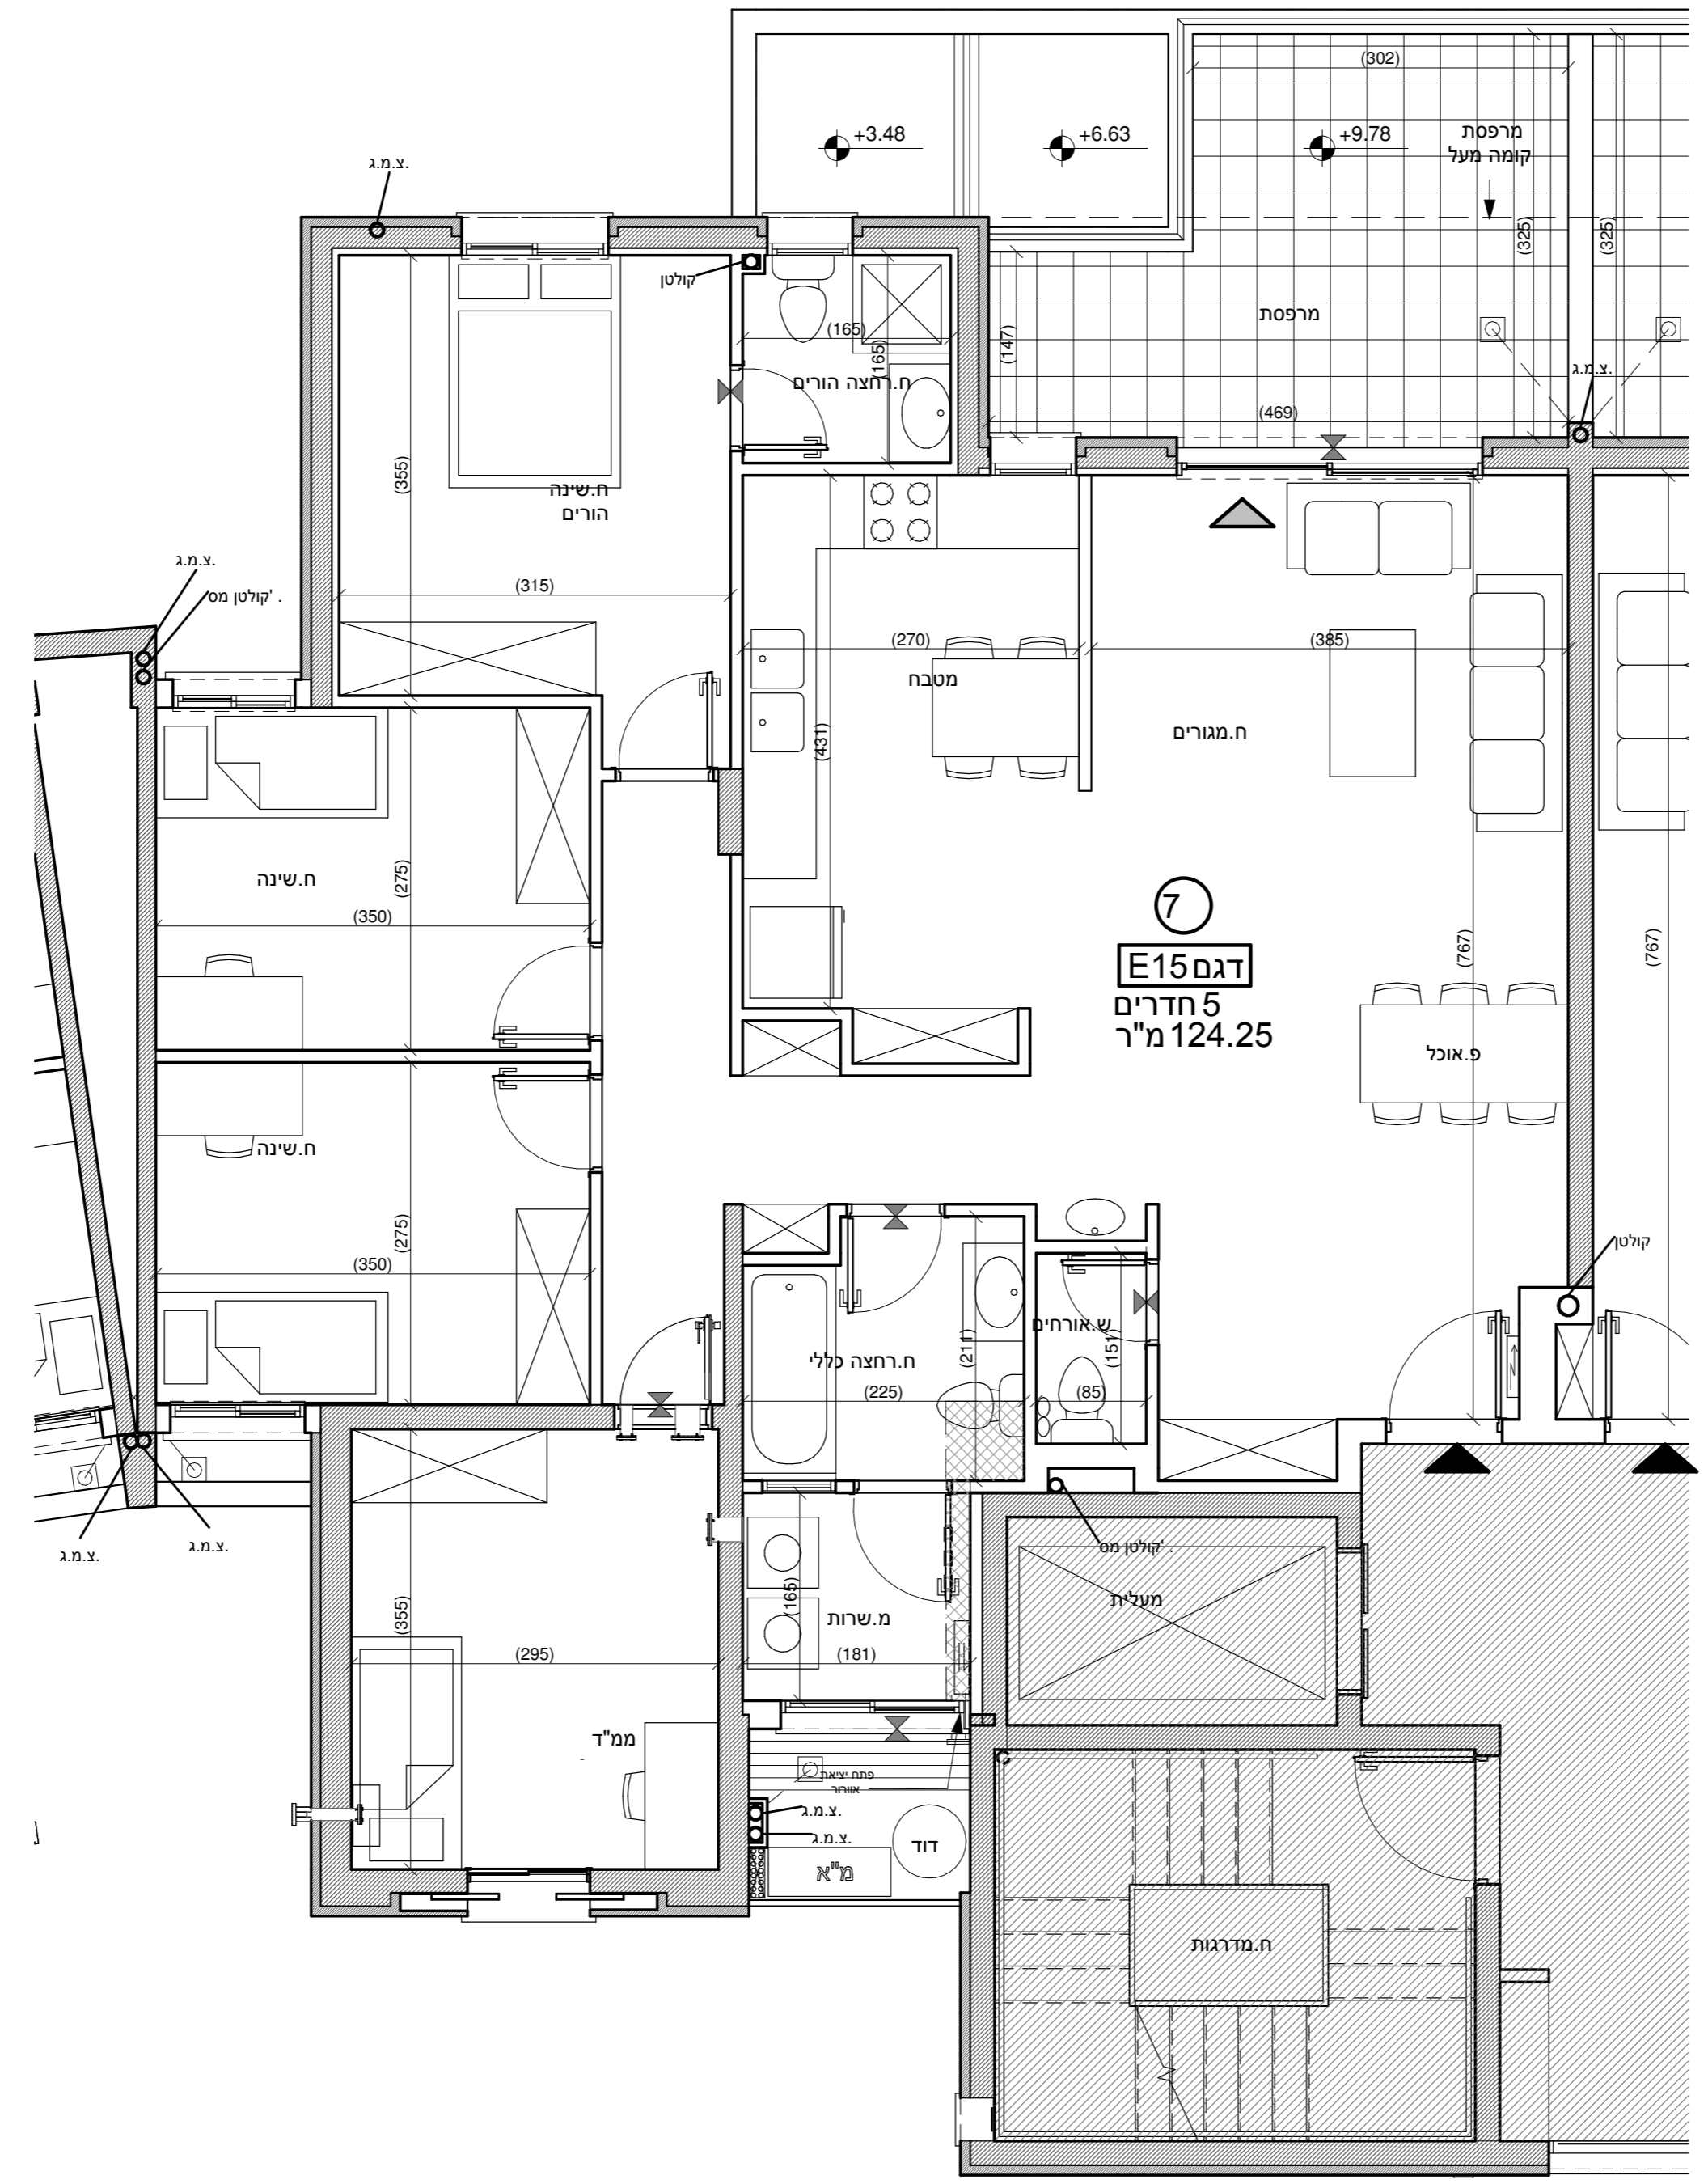 (302)
+3.48
+6.63
+9.78
מרפסת
קומה מעל
צ.מ.ג.
(325)
(325)
קולטן
מרפסת
(165)
(165)
(147)
ח.רחצה הורים
צ.מ.ג.
(469)
(355)
ח.שינה
הורים
צ.מ.ג.
קולטן מס' .
(315)
(270)
(385)
מטבח
ח.מגורים
(431)
ח.שינה
(275)
(350)
7
דגם E15
5 חדרים
124.25 מ"ר
(767)
(767)
פ.אוכל
ח.שינה
(275)
(350)
קולטן
ש.אורחים
ח.רחצה כללי
(211)
(151)
(225)
(85)
צ.מ.ג.
צ.מ.ג.
קולטן מס' .
(355)
(165)
מעלית
מ.שרות
(295)
(181)
ממ"ד
פתח יציאת
אוורור
צ.מ.ג.
צ.מ.ג.
דוד
מ"א
ח.מדרגות